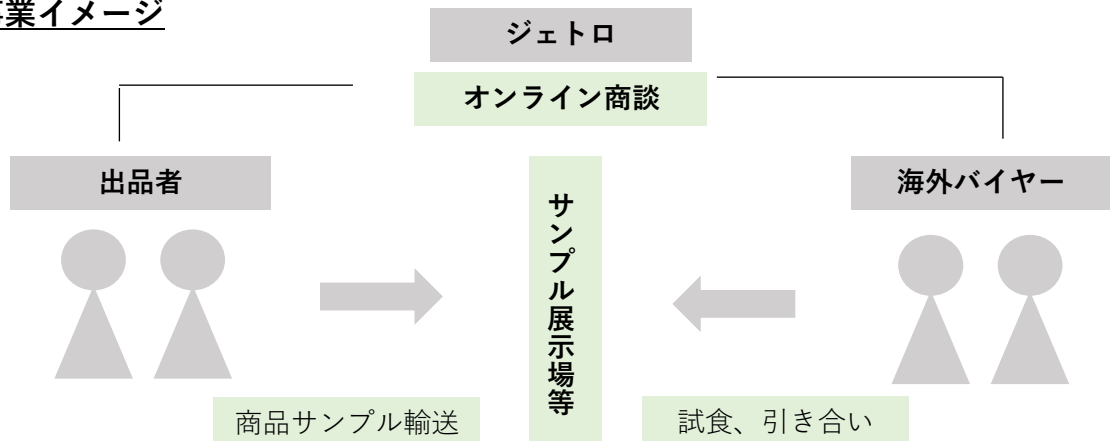 業イメージ
ジェトロ
オンライン商談
出品者
海外バイヤー
サンプル展示場等
商品サンプル輸送
試食、引き合い